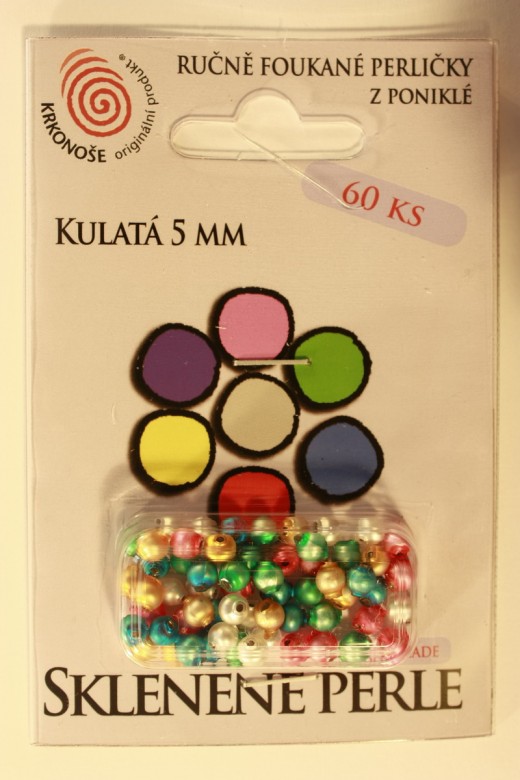 RUČNĚ FOUKANÉ PERLIČKY
Z PONIKLÉ
KRKONOŠE
originální produkt®
60 KS
KULATÁ 5 MM
SKLENĚNÉ PERLE